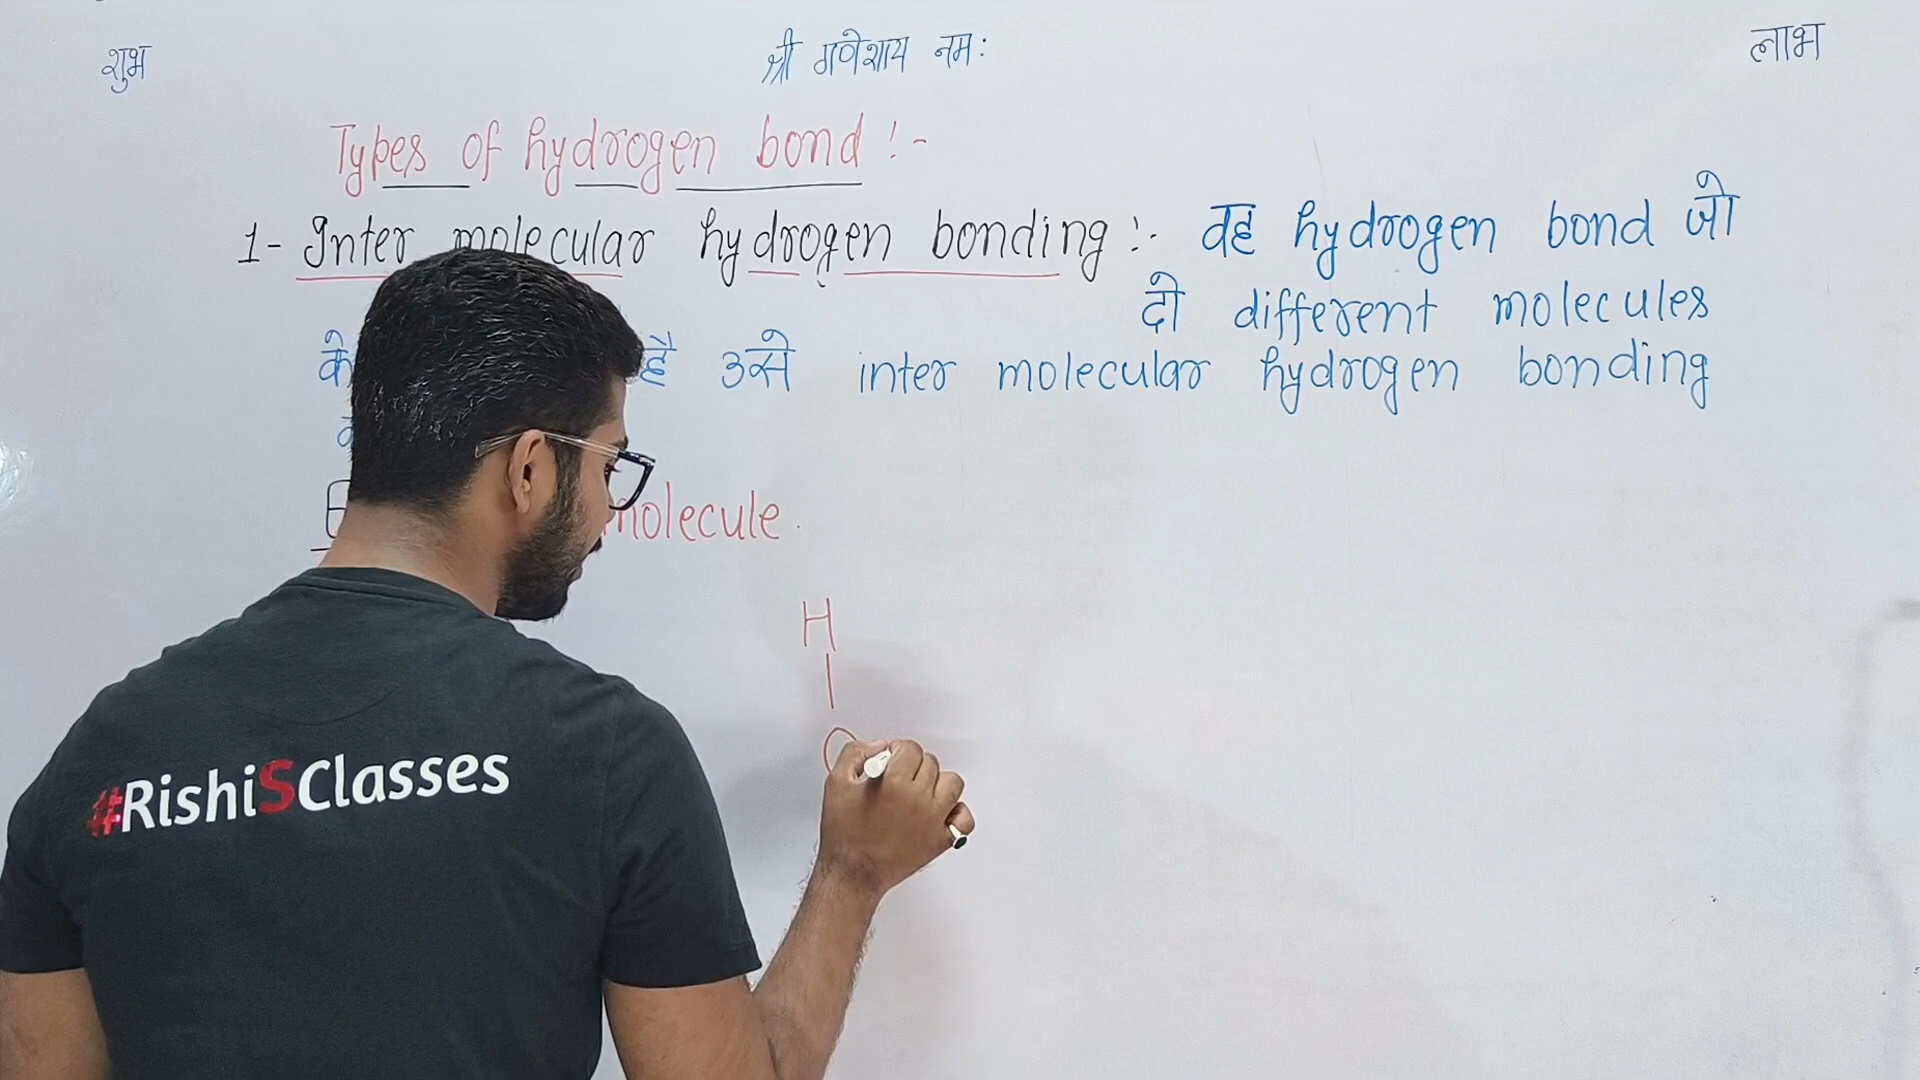 शुभ श्री गणेशाय नमः लाभ
Types of hydrogen bond :-
1- Inter molecular hydrogen bonding :- वह hydrogen bond जो
दो different molecules
के है उसे inter molecular hydrogen bonding
molecule
H
O
#RishiSClasses